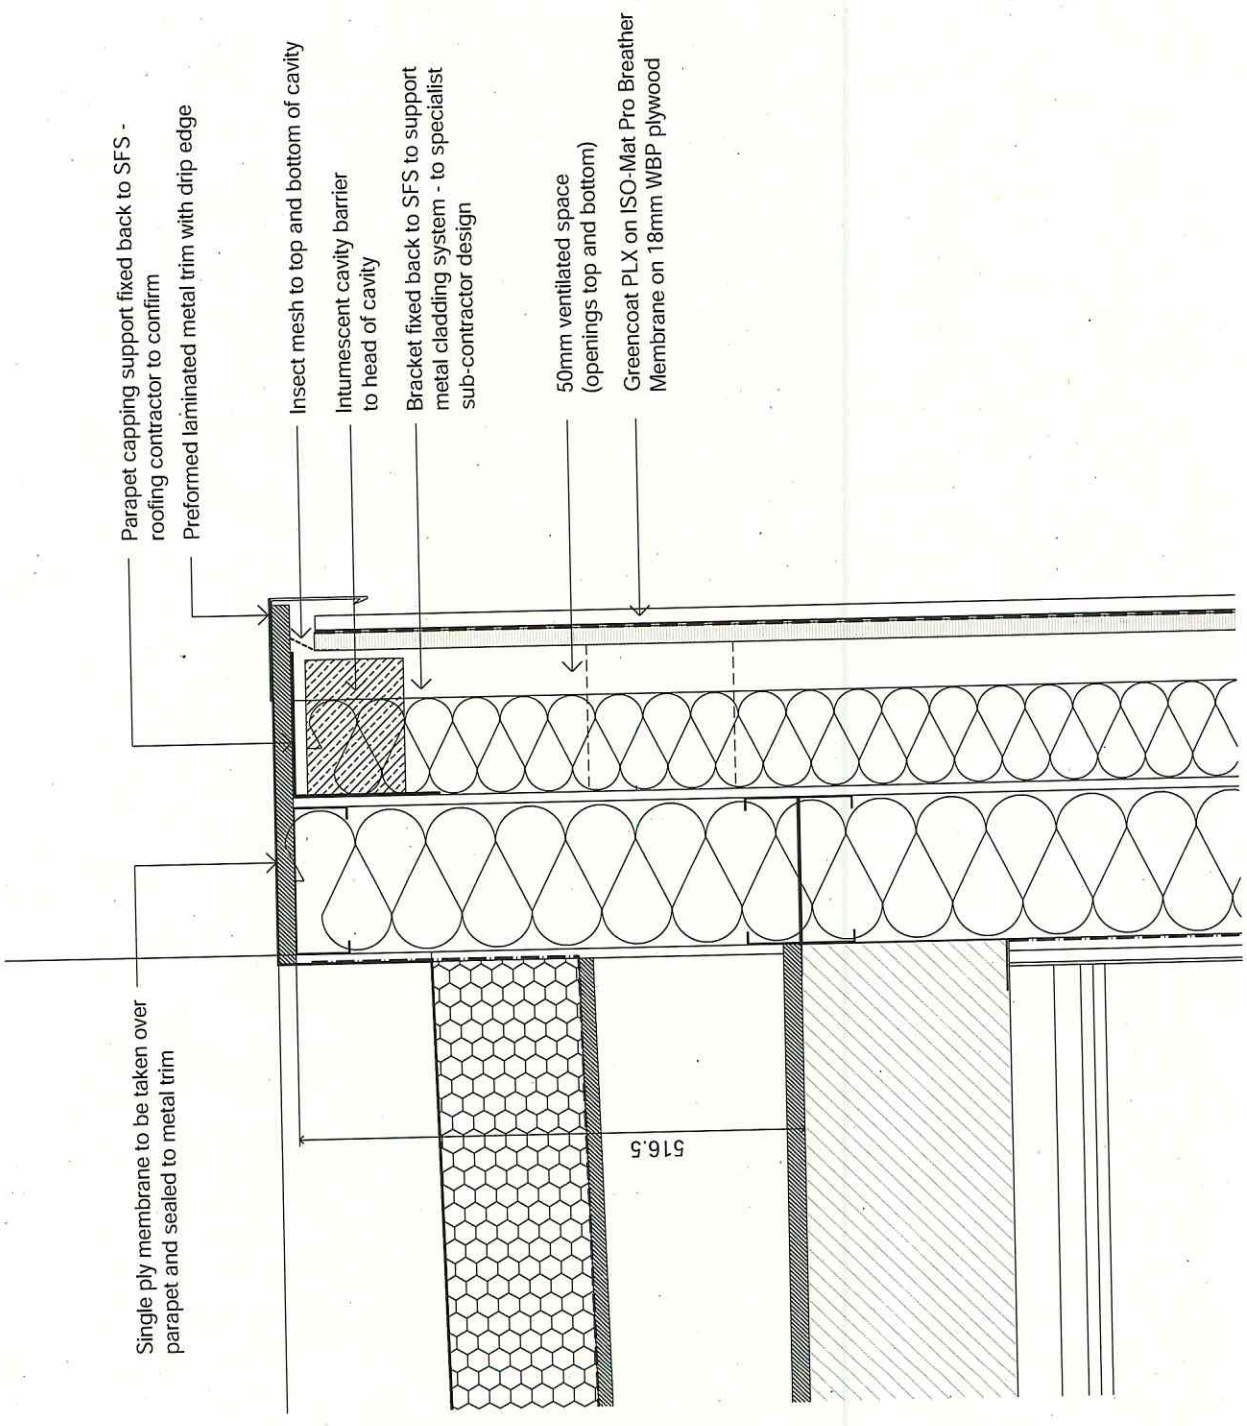 Single ply membrane to be taken over
parapet and sealed to metal trim
Parapet capping support fixed back to SFS -
roofing contractor to confirm
Preformed laminated metal trim with drip edge
Insect mesh to top and bottom of cavity
Intumescent cavity barrier
to head of cavity
Bracket fixed back to SFS to support
metal cladding system - to specialist
sub-contractor design
50mm ventilated space
(openings top and bottom)
Greencoat PLX on ISO-Mat Pro Breather
Membrane on 18mm WBP plywood
516.5